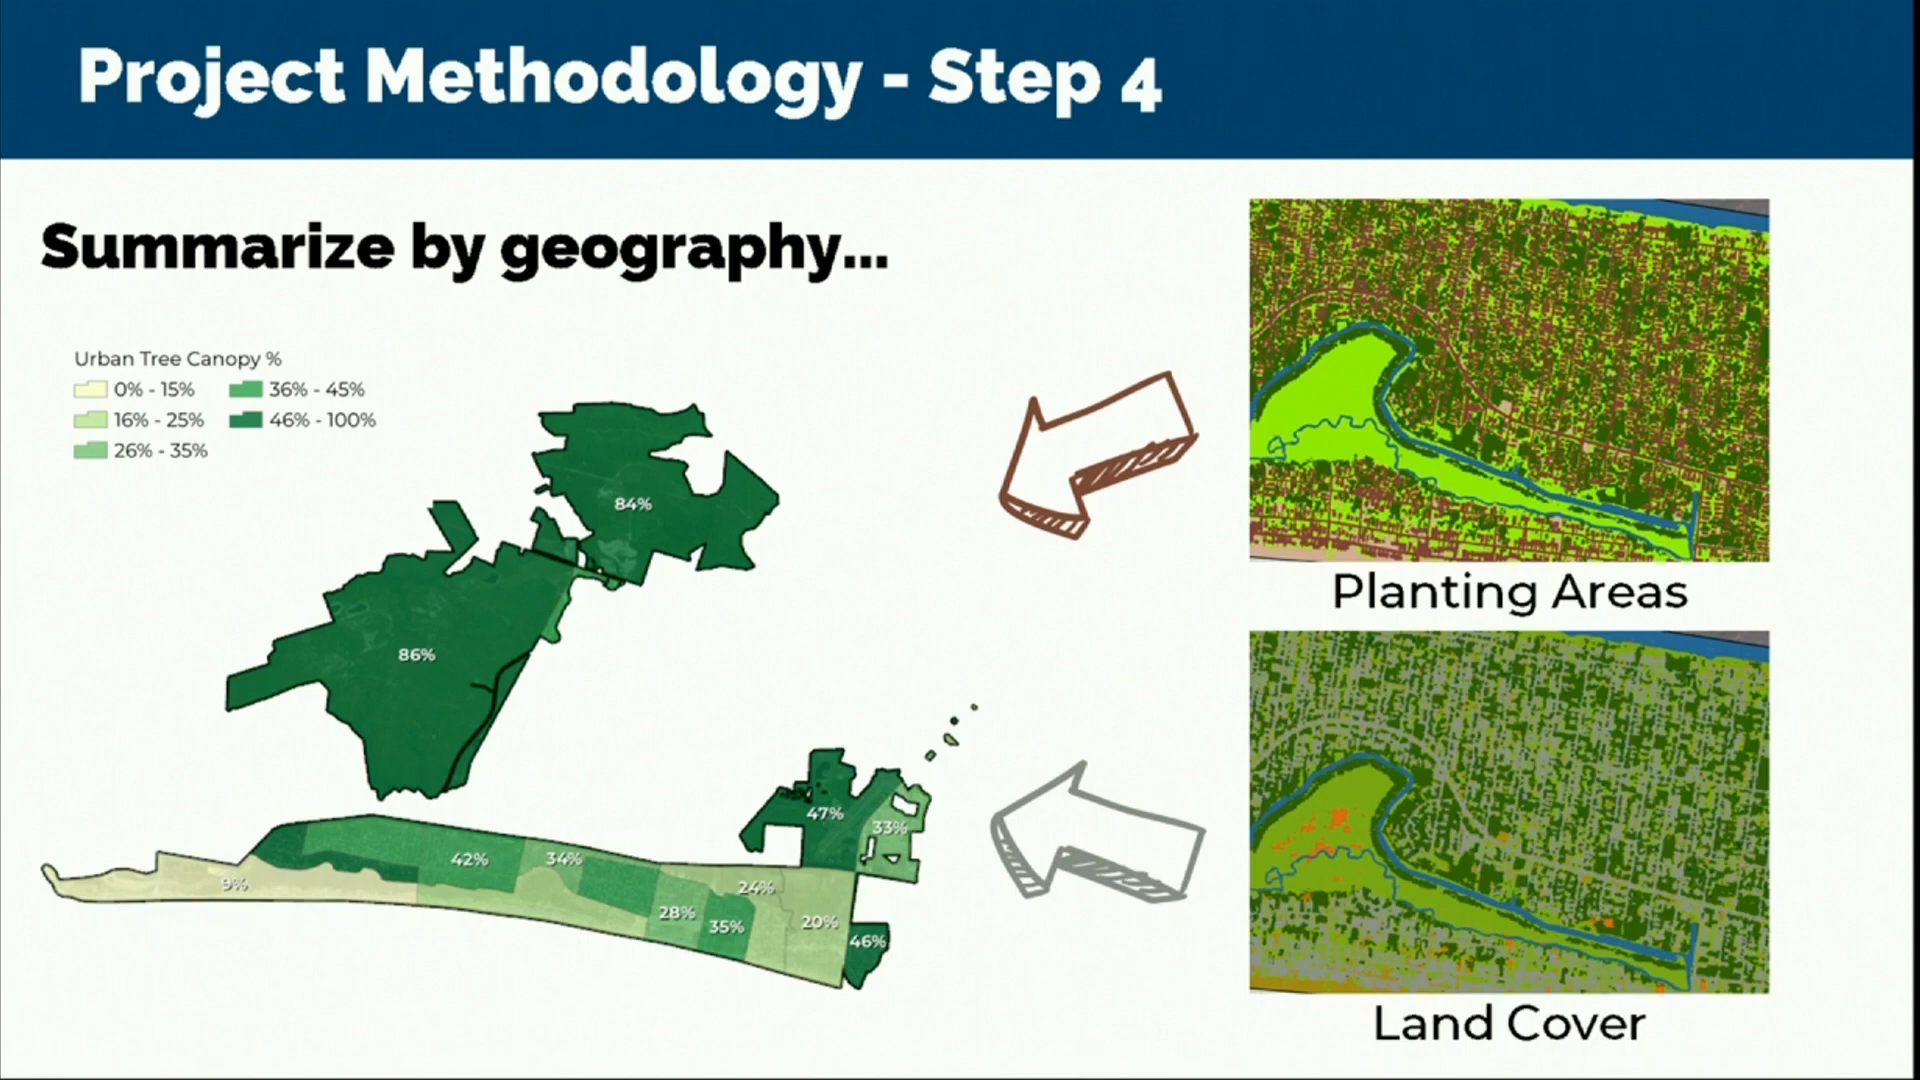 Project Methodology - Step 4
Summarize by geography...
Urban Tree Canopy %
0% - 15%
36% - 45%
16% - 25%
46% - 100%
26% - 35%
84%
86%
47%
33%
42%
34%
9%
24%
28%
35%
20%
46%
Planting Areas
Land Cover